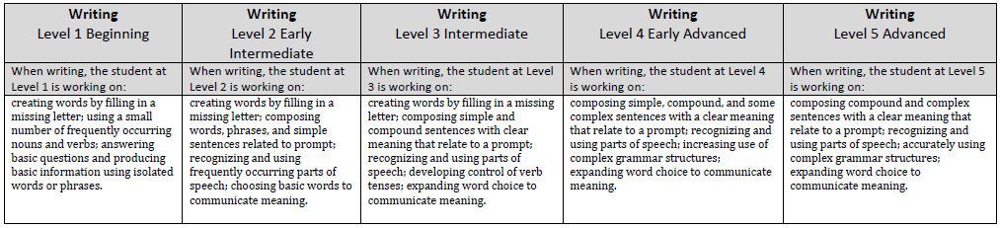 Writing
Level 1 Beginning
Writing
Level 2 Early
Intermediate
Writing
Level 3 Intermediate
Writing
Level 4 Early Advanced
Writing
Level 5 Advanced
When writing, the student at
Level 1 is working on:
When writing, the student at
Level 2 is working on:
When writing, the student at Level
3 is working on:
When writing, the student at Level 4
is working on:
When writing, the student at Level 5
is working on:
creating words by filling in a
missing letter; using a small
number of frequently occurring
nouns and verbs; answering
basic questions and producing
basic information using isolated
words or phrases.
creating words by filling in a
missing letter; composing
words, phrases, and simple
sentences related to prompt;
recognizing and using
frequently occurring parts of
speech; choosing basic words to
communicate meaning.
creating words by filling in a missing
letter; composing simple and
compound sentences with clear
meaning that relate to a prompt;
recognizing and using parts of
speech; developing control of verb
tenses; expanding word choice to
communicate meaning.
composing simple, compound, and some
complex sentences with a clear meaning
that relate to a prompt; recognizing and
using parts of speech; increasing use of
complex grammar structures;
expanding word choice to communicate
meaning.
composing compound and complex
sentences with a clear meaning that
relate to a prompt; recognizing and
using parts of speech; accurately using
complex grammar structures;
expanding word choice to
communicate meaning.